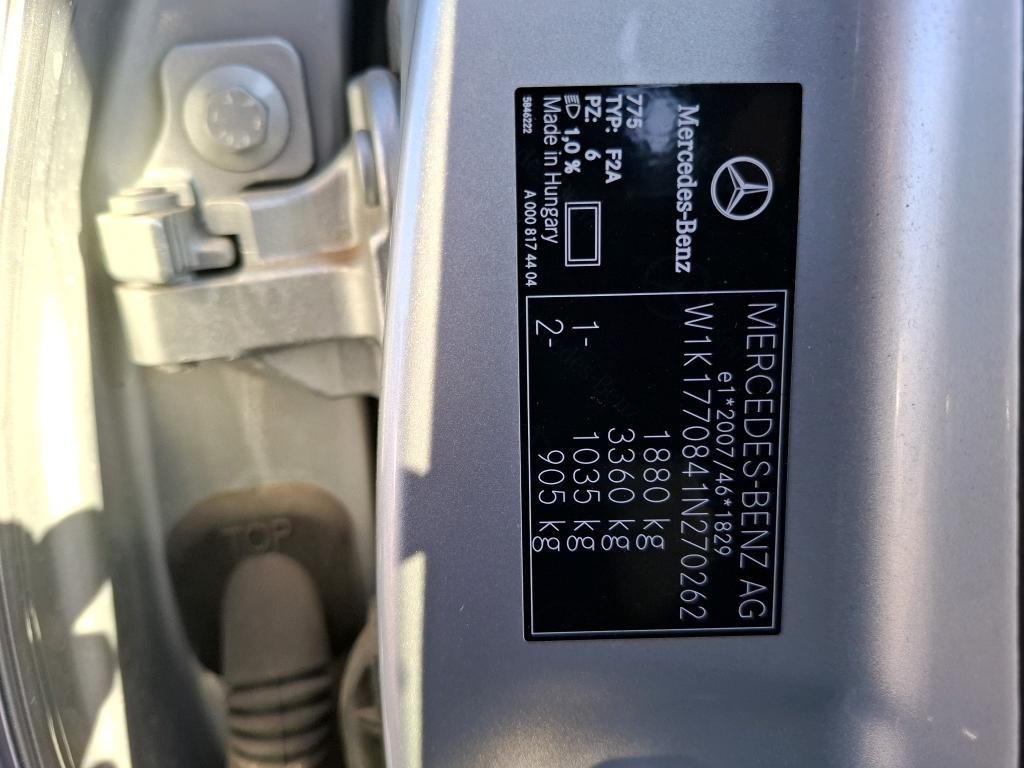 Mercedes-Benz
775
TYP: F2A
PZ: 6
1,0 %
Made in Hungary
5846222 A 000 817 44 04
MERCEDES-BENZ AG
e1*2007/46*1829
W1K1770841N270262
1880 kg
3360 kg
1- 1035 kg
2- 905 kg
TOP